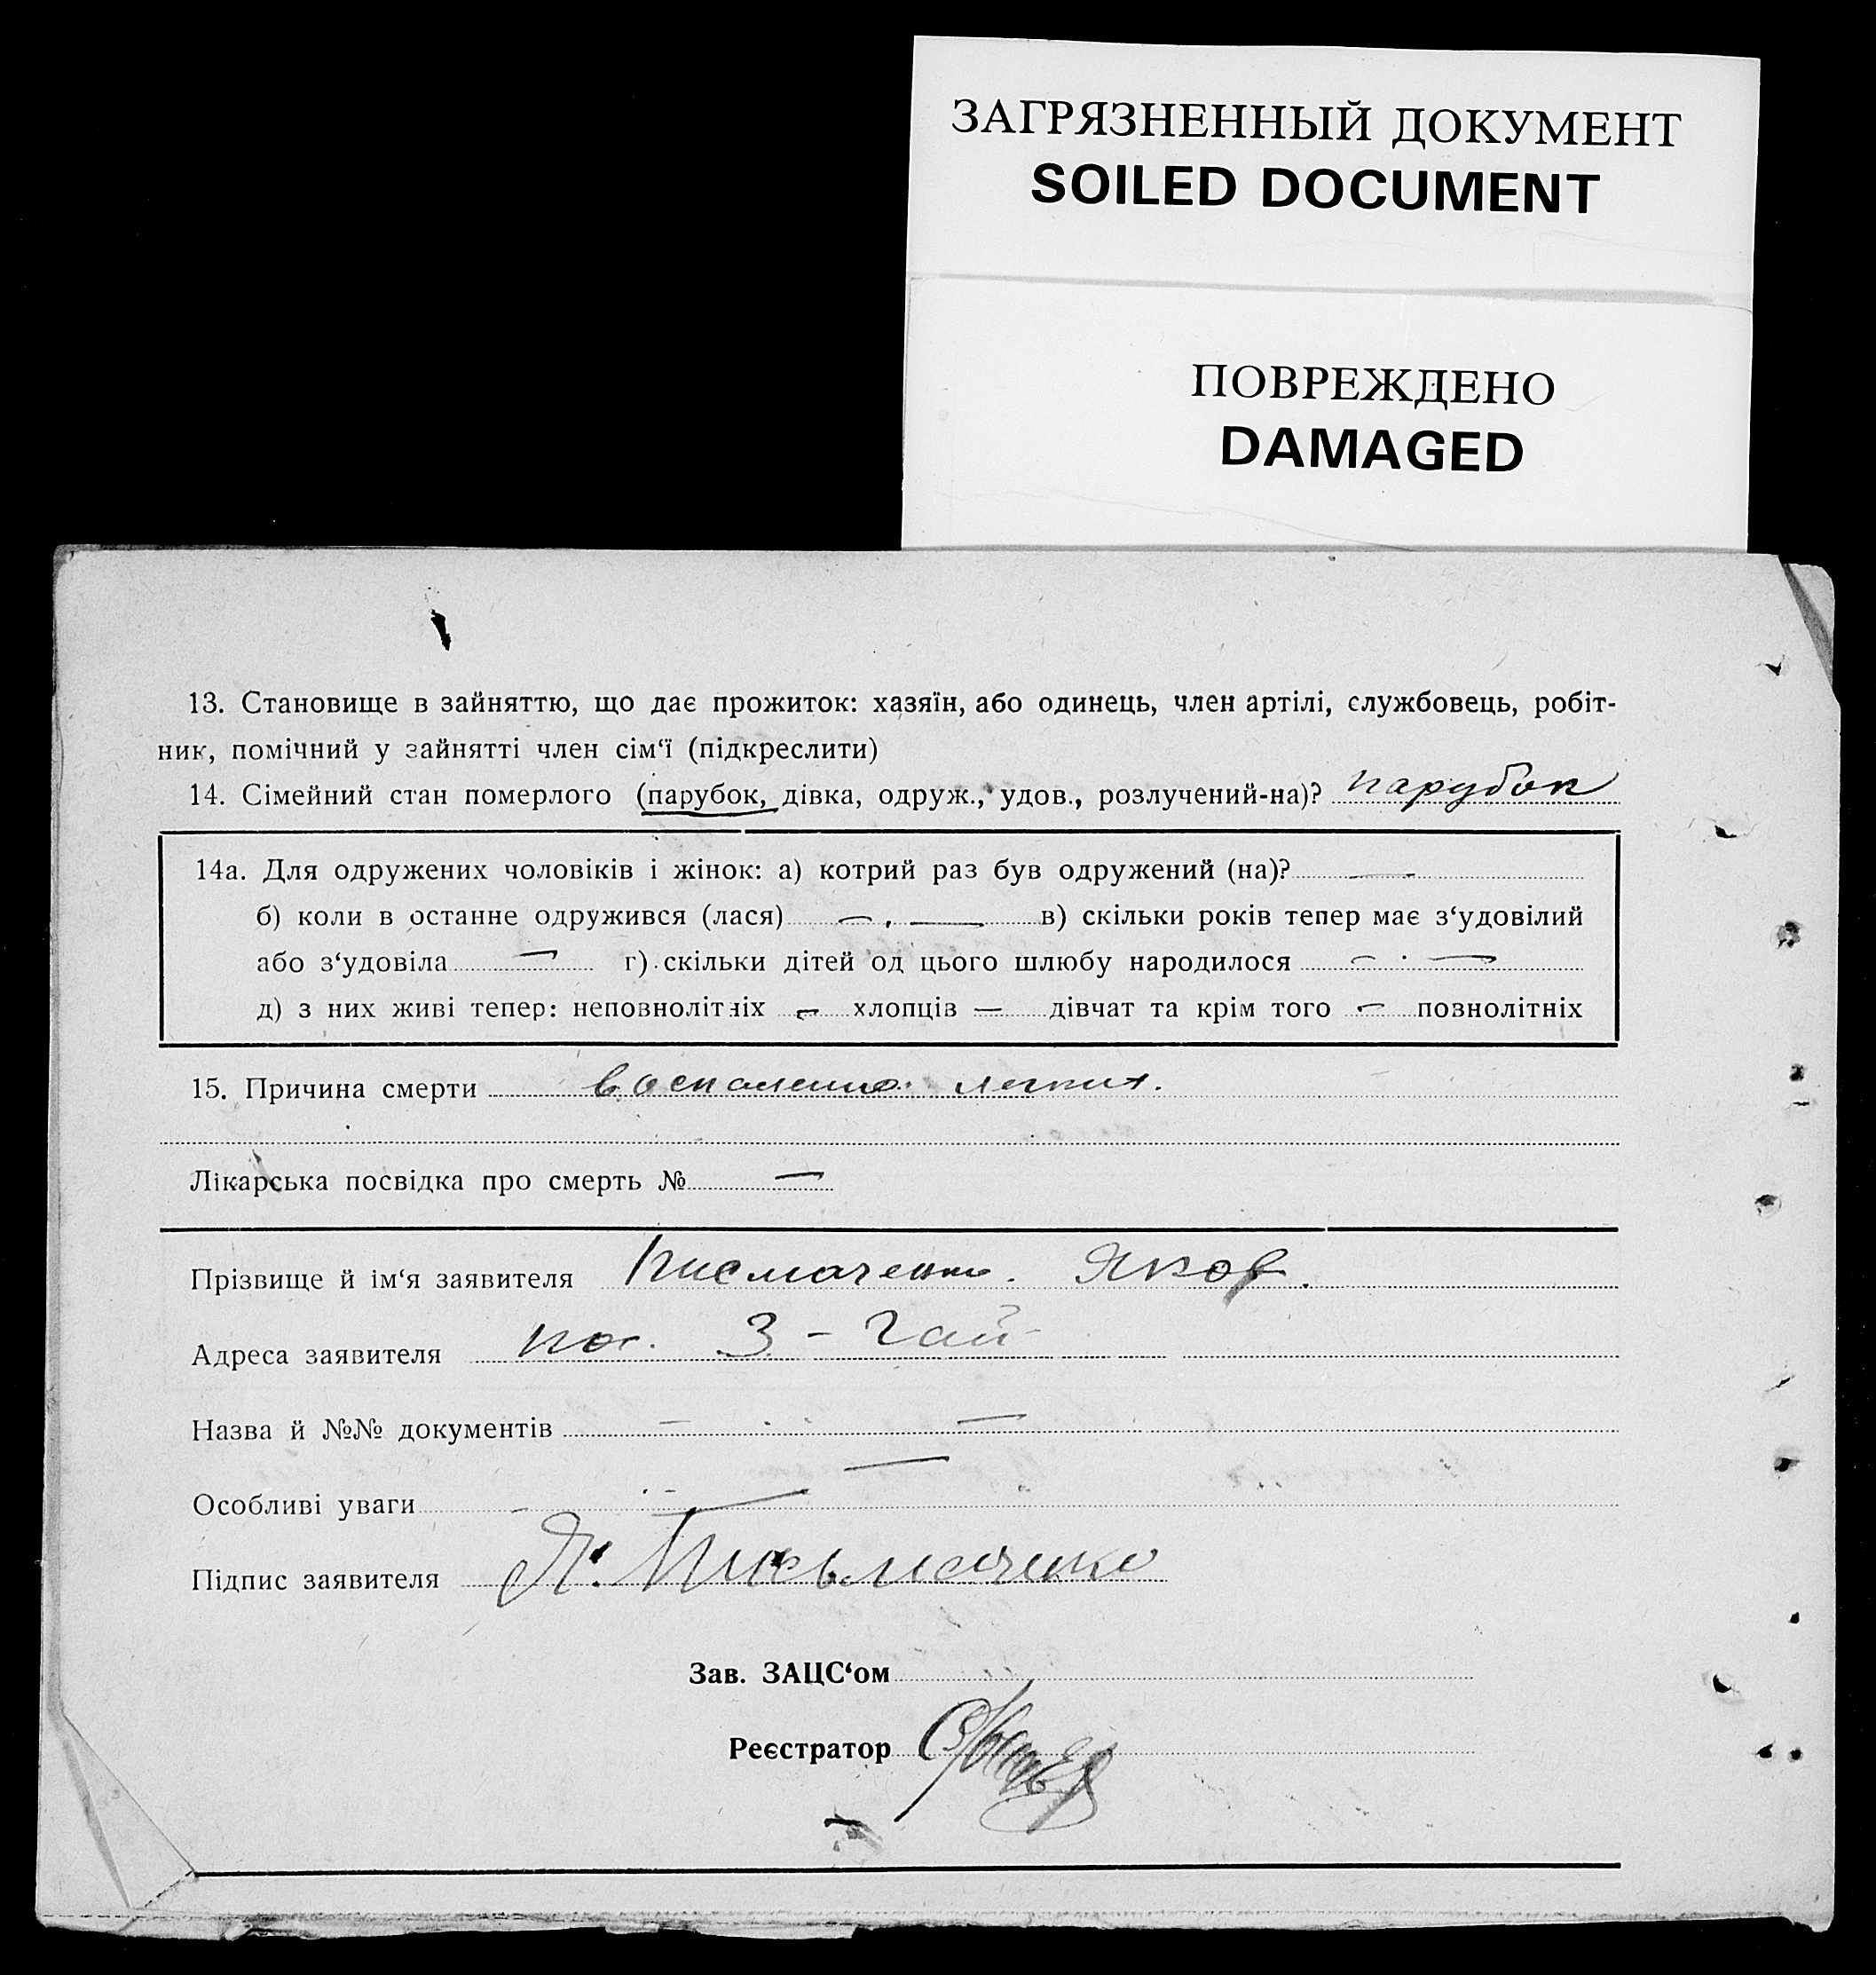 ЗАГРЯЗНЕННЫЙ ДОКУМЕНТ
SOILED DOCUMENT
ПОВРЕЖДЕНО
DAMAGED
13. Становище в зайняттю, що дає прожиток: хазяїн, або одинець, член артілі, службовець, робіт-
ник, помічний у зайнятті член сім‘ї (підкреслити)
14. Сімейний стан померлого (парубок, дівка, одруж., удов., розлучений-на)? парубок
14а. Для одружених чоловіків і жінок: а) котрий раз був одружений (на)? —
б) коли в останне одружився (лася) — . — в) скільки років тепер має з‘удовілий
або з‘удовіла — г) скільки дітей од цього шлюбу народилося — . —
д) з них живі тепер: неповнолітніх — хлопців — дівчат та крім того — повнолітніх
15. Причина смерти воспаление легких.
Лікарська посвідка про смерть № —
Прізвище й ім‘я заявителя Писмаченко. Яков.
Адреса заявителя 3 - Гай
Назва й №№ документів — —
Особливі уваги —
Підпис заявителя Я. Письмаченко
Зав. ЗАЦС‘ом
Реєстратор